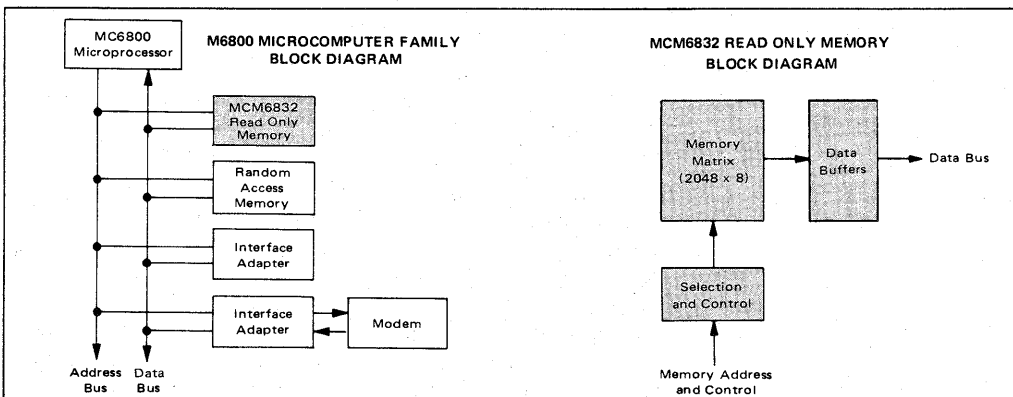 M6800 MICROCOMPUTER FAMILY
BLOCK DIAGRAM
MC6800
Microprocessor
MCM6832
Read Only
Memory
Random
Access
Memory
Interface
Adapter
Interface
Adapter
Modem
Address
Bus
Data
Bus
MCM6832 READ ONLY MEMORY
BLOCK DIAGRAM
Memory
Matrix
(2048 x 8)
Data
Buffers
Data Bus
Selection
and Control
Memory Address
and Control